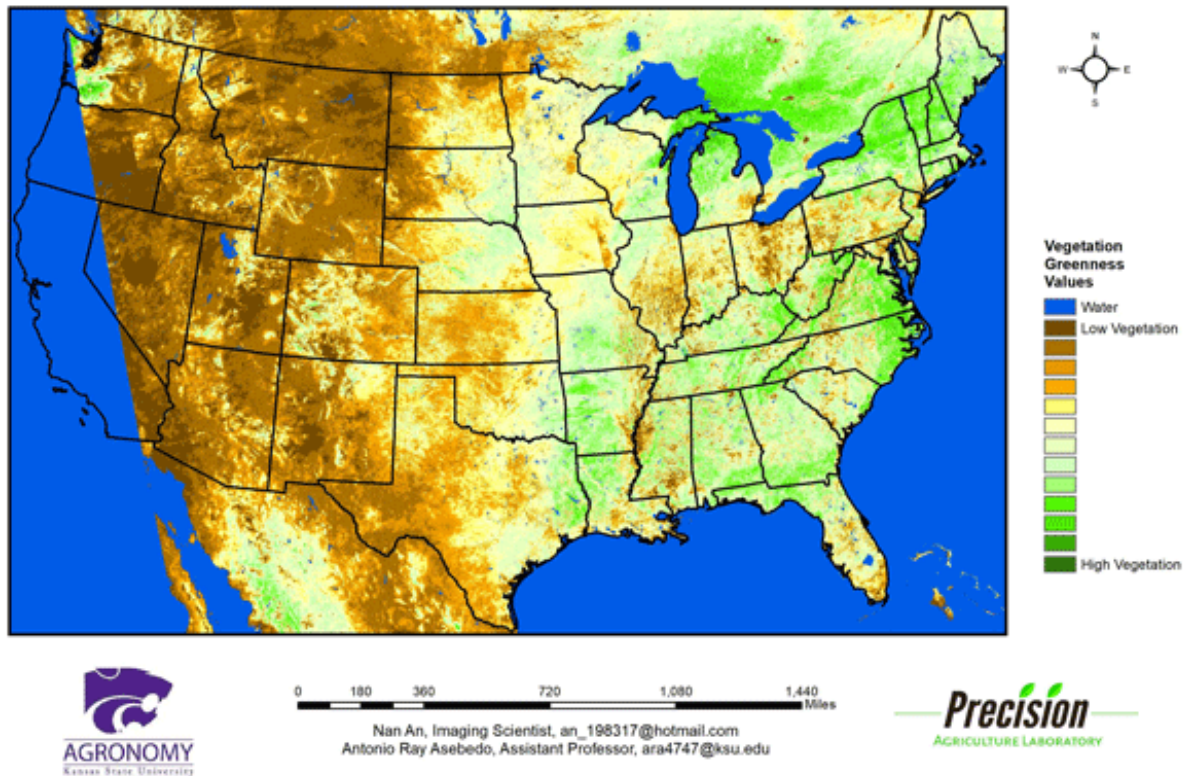 N
W E
S
Vegetation
Greenness
Values
Water
Low Vegetation
High Vegetation
0 180 360 720 1,080 1,440
Miles
Nan An, Imaging Scientist, an_198317@hotmail.com
Antonio Ray Asebedo, Assistant Professor, ara4747@ksu.edu
AGRONOMY
Kansas State University
Precision
AGRICULTURE LABORATORY